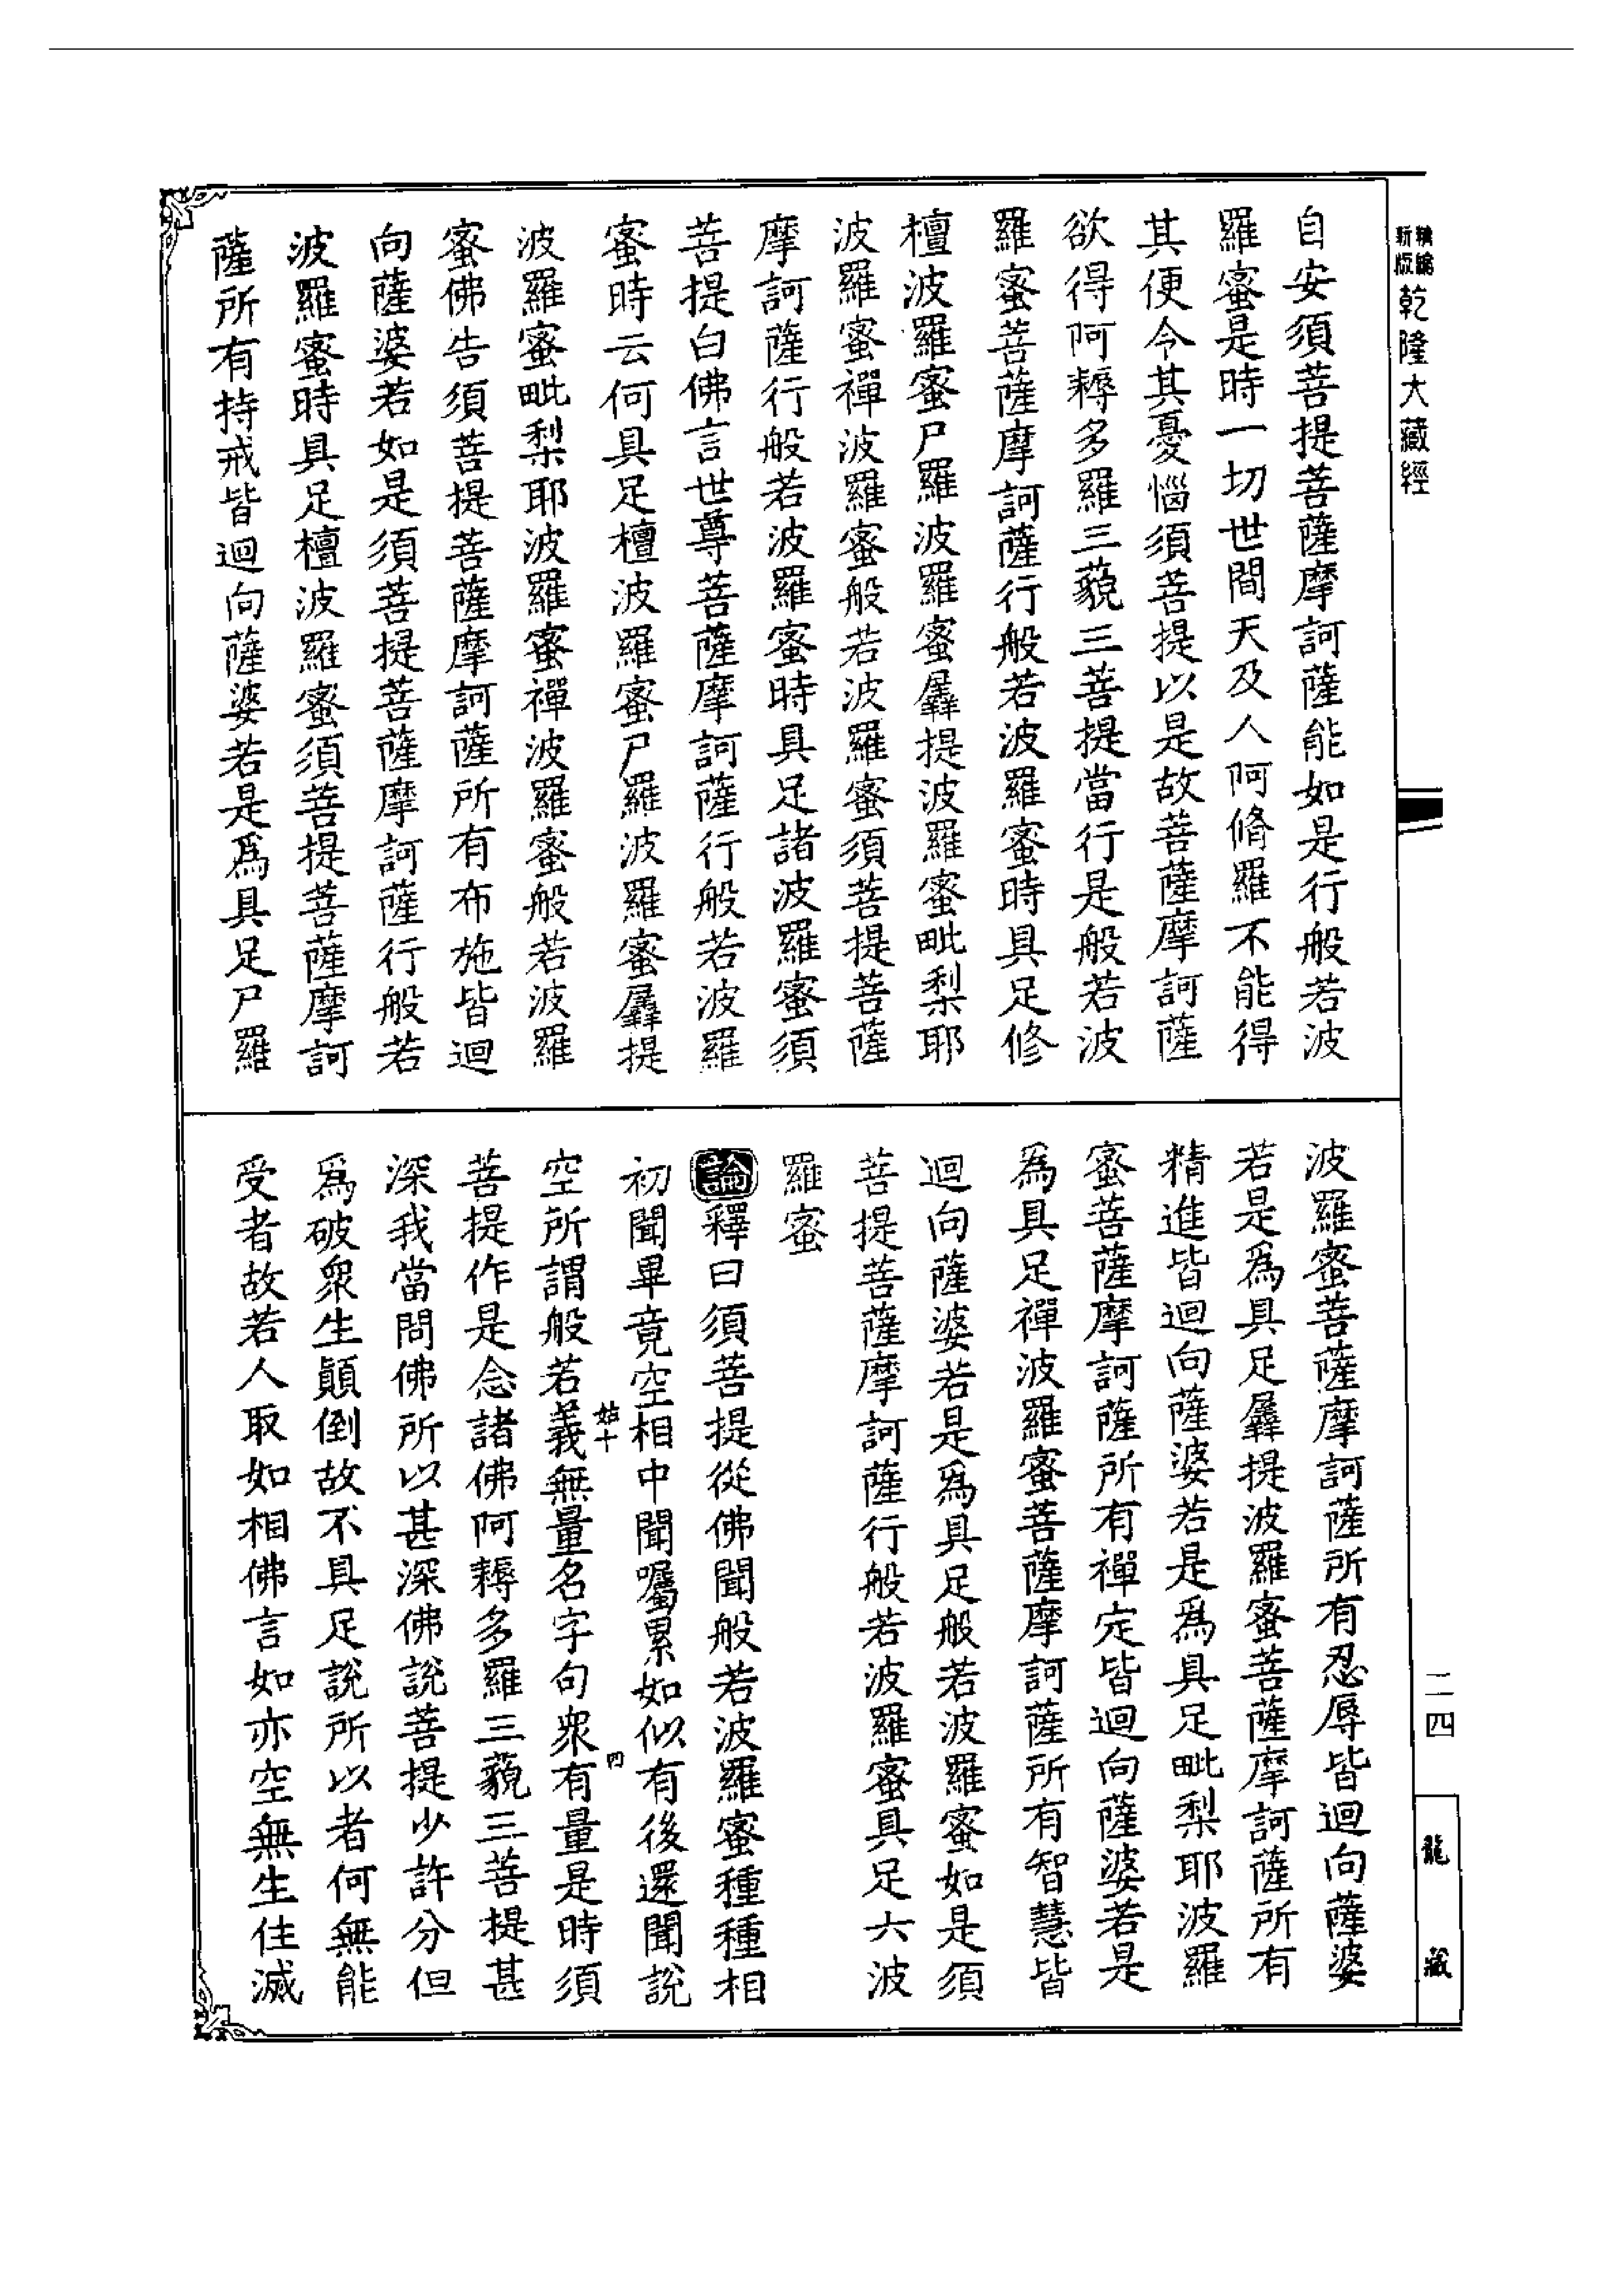 新版
精編
乾隆大藏經
自安須菩提菩薩摩訶薩能如是行般若波
羅蜜是時一切世間天及人阿脩羅不能得
其便令其憂惱須菩提以是故菩薩摩訶薩
欲得阿耨多羅三藐三菩提當行是般若波
羅蜜菩薩摩訶薩行般若波羅蜜時具足修
檀波羅蜜尸羅波羅蜜羼提波羅蜜毗梨耶
波羅蜜禪波羅蜜般若波羅蜜須菩提菩薩
摩訶薩行般若波羅蜜時具足諸波羅蜜須
菩提白佛言世尊菩薩摩訶薩行般若波羅
蜜時云何具足檀波羅蜜尸羅波羅蜜羼提
波羅蜜毗梨耶波羅蜜禪波羅蜜般若波羅
蜜佛告須菩提菩薩摩訶薩所有布施皆迴
向薩婆若如是須菩提菩薩摩訶薩行般若
波羅蜜時具足檀波羅蜜須菩提菩薩摩訶
薩所有持戒皆迴向薩婆若是爲具足尸羅
波羅蜜菩薩摩訶薩所有忍辱皆迴向薩婆
若是爲具足羼提波羅蜜菩薩摩訶薩所有
精進皆迴向薩婆若是爲具足毗梨耶波羅
蜜菩薩摩訶薩所有禪定皆迴向薩婆若是
爲具足禪波羅蜜菩薩摩訶薩所有智慧皆
迴向薩婆若是爲具足般若波羅蜜如是須
菩提菩薩摩訶薩行般若波羅蜜具足六波
羅蜜
論釋曰須菩提從佛聞般若波羅蜜種種相
初聞畢竟空相中聞囑累如似有後還聞說
空所謂般若義無量名字句衆有量是時須
菩提作是念諸佛阿耨多羅三藐三菩提甚
深我當問佛所以甚深佛說菩提少許分但
爲破衆生顛倒故不具足說所以者何無能
受者故若人取如相佛言如亦空無生住滅
十
四
二四
龍藏